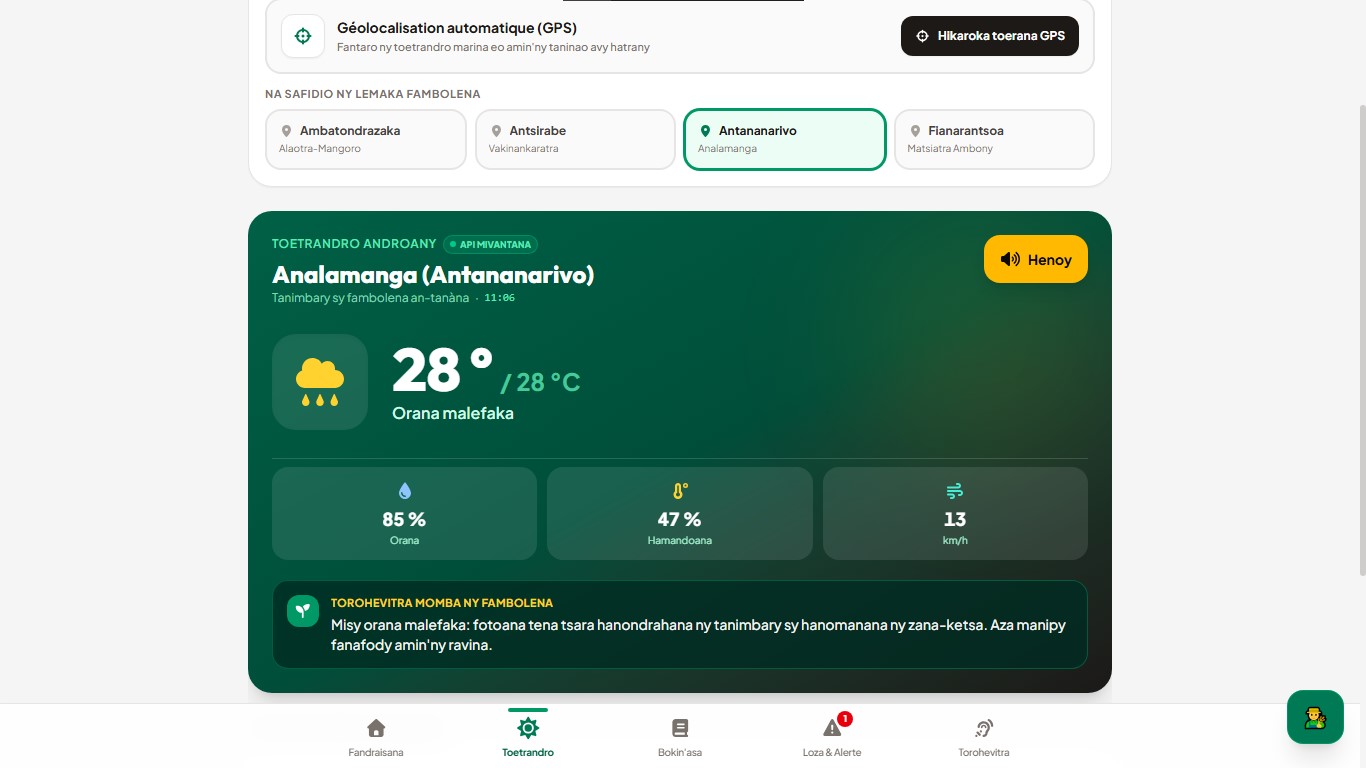 Géolocalisation automatique (GPS)
Fantaro ny toetrandro marina eo amin'ny taninao avy hatrany
Hikaroka toerana GPS
NA SAFIDIO NY LEMAKA FAMBOLENA
Ambatondrazaka
Alaotra-Mangoro
Antsirabe
Vakinankaratra
Antananarivo
Analamanga
Fianarantsoa
Matsiatra Ambony
TOETRANDRO ANDROANY
API MIVANTANA
Analamanga (Antananarivo)
Tanimbary sy fambolena an-tanàna · 11:06
Henoy
28 ° / 28 °C
Orana malefaka
85 %
Orana
47 %
Hamandoana
13
km/h
TOROHEVITRA MOMBA NY FAMBOLENA
Misy orana malefaka: fotoana tena tsara hanondrahana ny tanimbary sy hanomanana ny zana-ketsa. Aza manipy
fanafody amin'ny ravina.
Fandraisana
Toetrandro
Bokin'asa
1
Loza & Alerte
Torohevitra